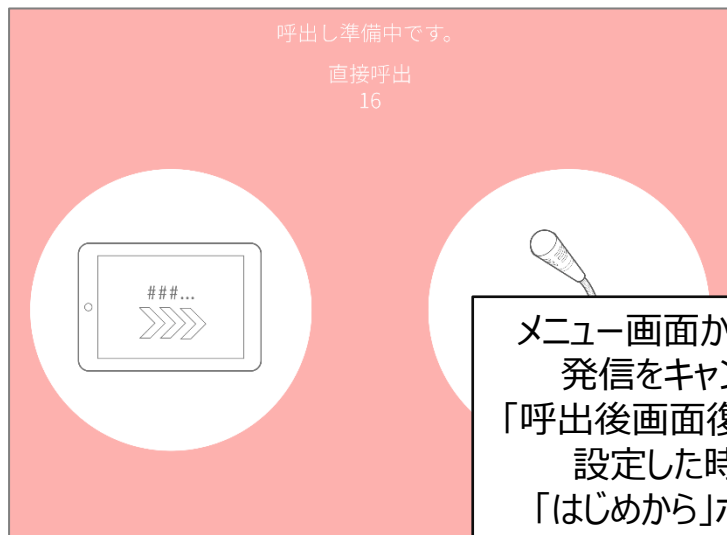 呼出し準備中です。
直接呼出
16
###...
メニュー画面か
発信をキャン
「呼出後画面復
設定した時
「はじめから」ボ